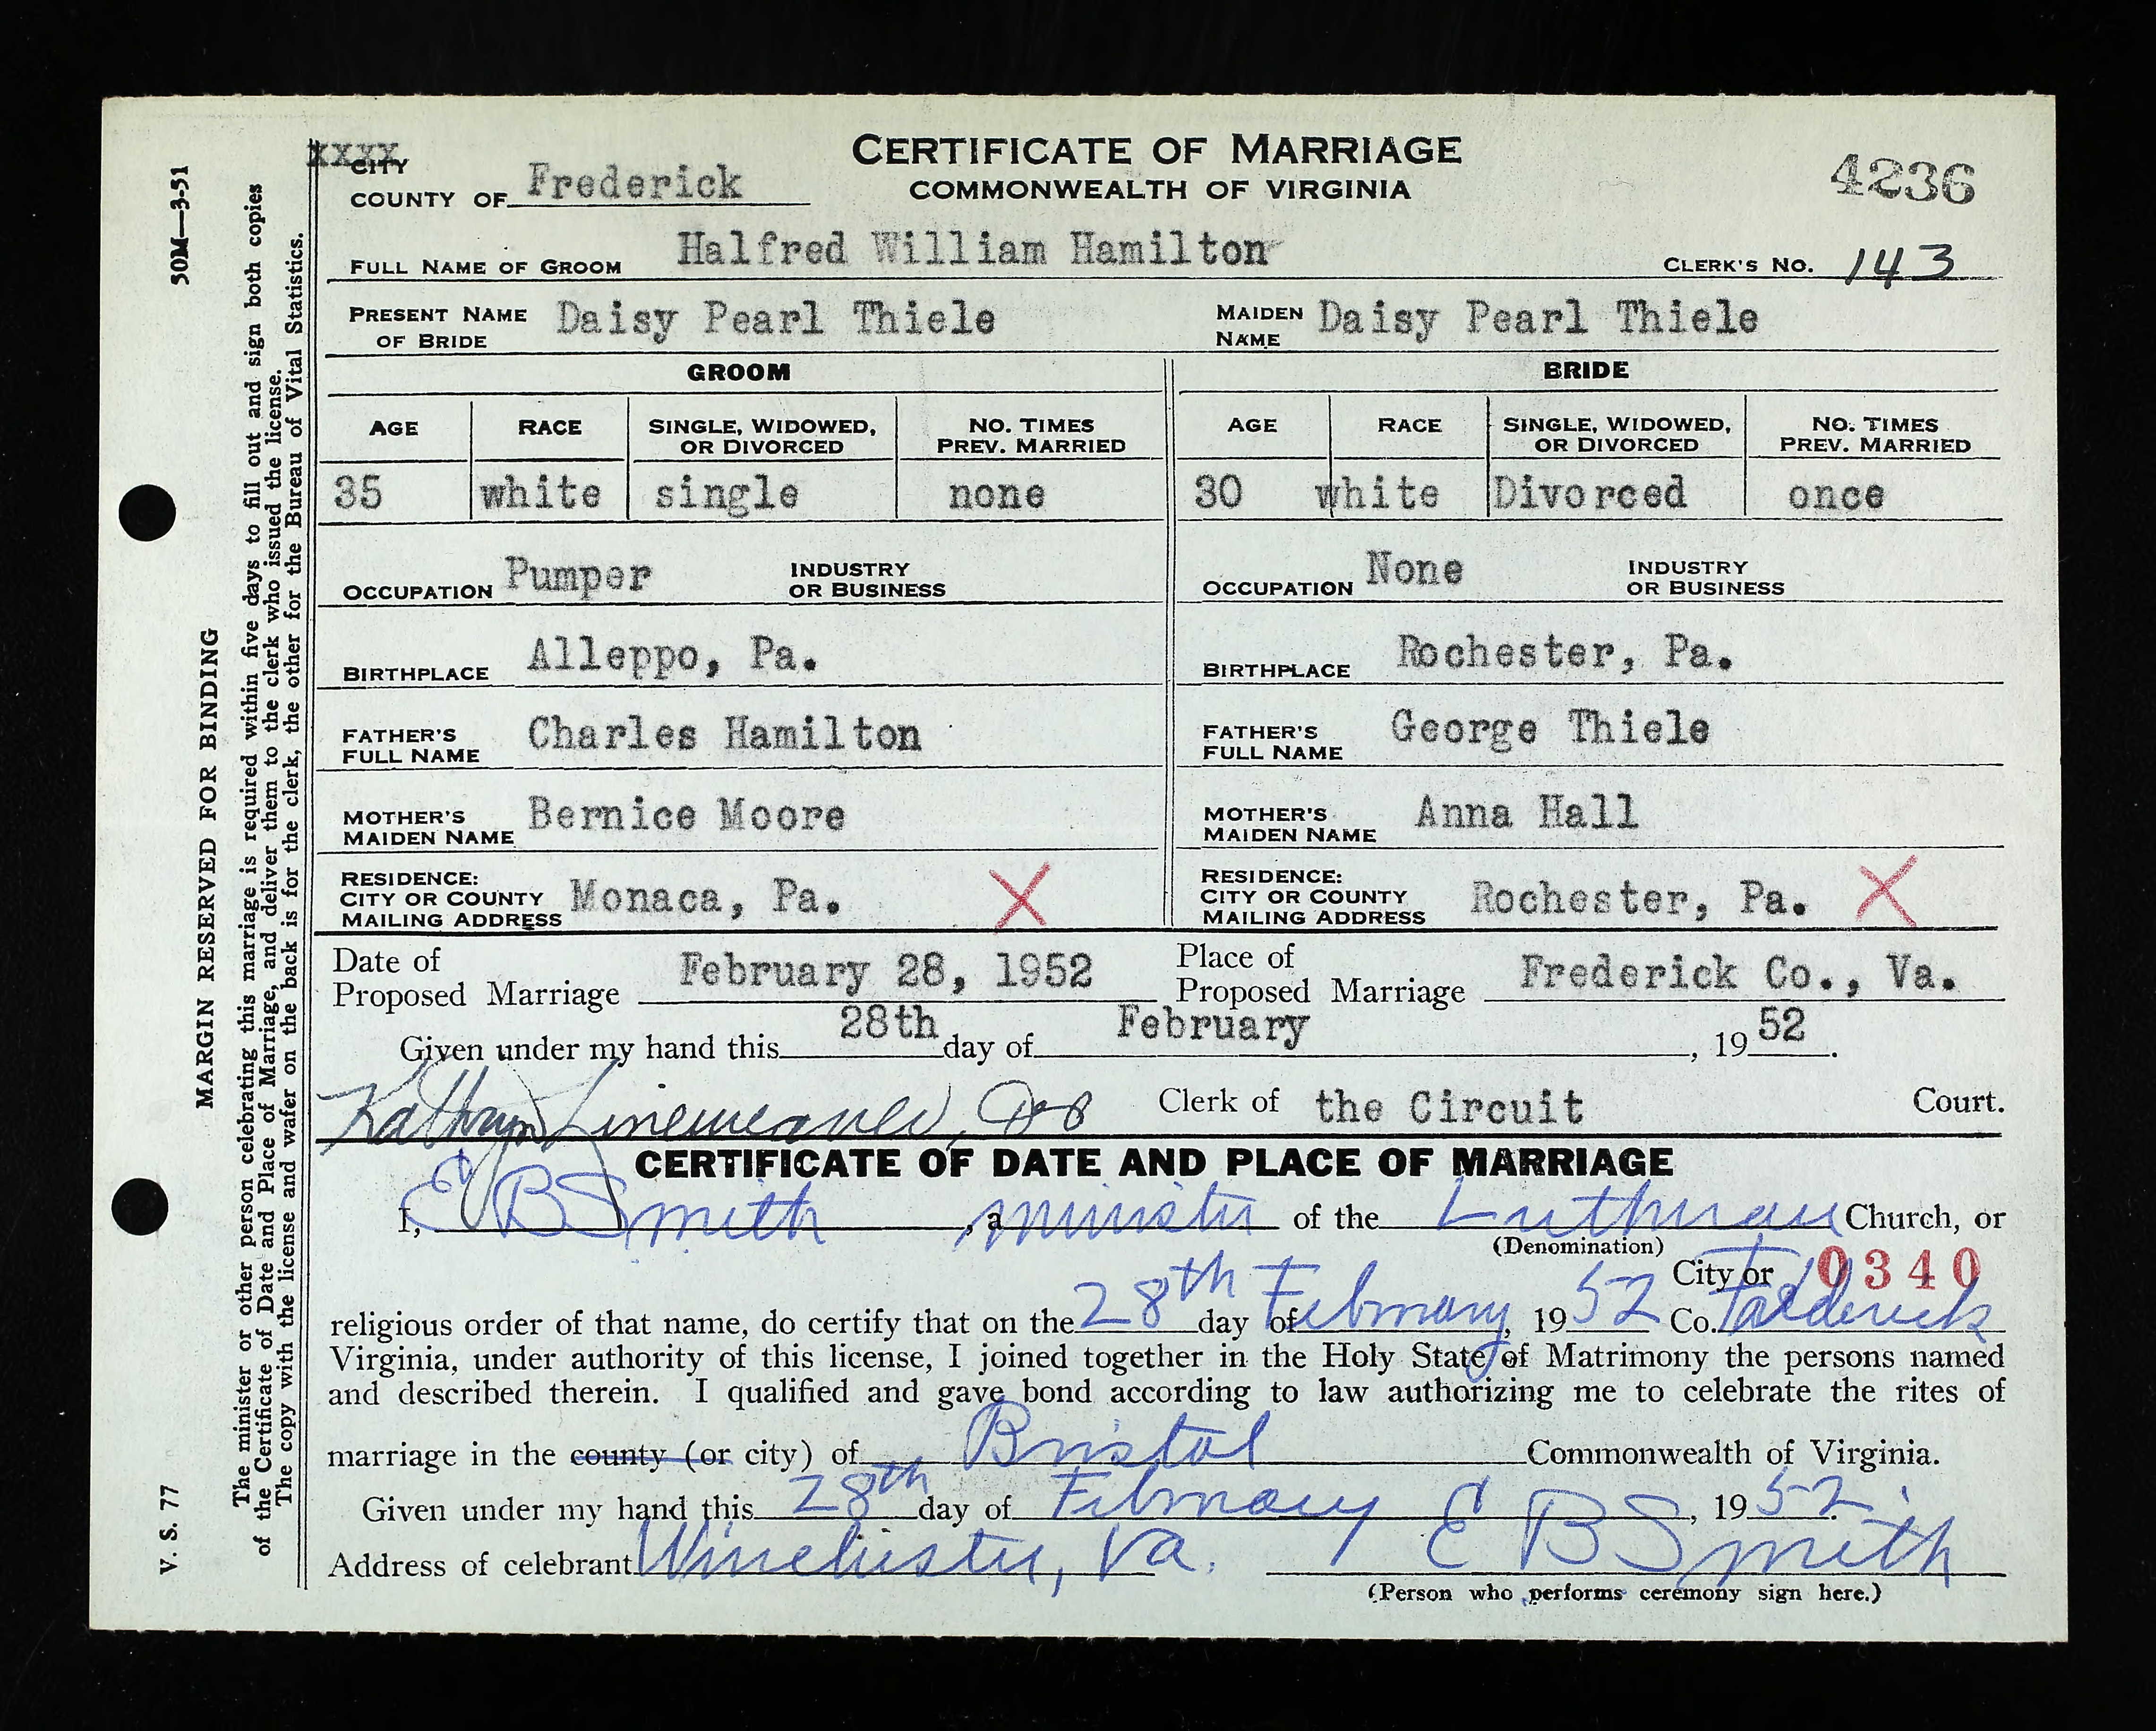 XXXX
CITY
COUNTY OF Frederick
CERTIFICATE OF MARRIAGE
COMMONWEALTH OF VIRGINIA
4236
FULL NAME OF GROOM Halfred William Hamilton
CLERK'S NO. 143
PRESENT NAME OF BRIDE Daisy Pearl Thiele
MAIDEN NAME Daisy Pearl Thiele
GROOM BRIDE
AGE RACE SINGLE, WIDOWED, OR DIVORCED NO. TIMES PREV. MARRIED AGE RACE SINGLE, WIDOWED, OR DIVORCED NO. TIMES PREV. MARRIED
35 white single none 30 white Divorced once
OCCUPATION Pumper INDUSTRY OR BUSINESS OCCUPATION None INDUSTRY OR BUSINESS
BIRTHPLACE Alleppo, Pa. BIRTHPLACE Rochester, Pa.
FATHER'S FULL NAME Charles Hamilton FATHER'S FULL NAME George Thiele
MOTHER'S MAIDEN NAME Bernice Moore MOTHER'S MAIDEN NAME Anna Hall
RESIDENCE: CITY OR COUNTY MAILING ADDRESS Monaca, Pa. X RESIDENCE: CITY OR COUNTY MAILING ADDRESS Rochester, Pa. X
Date of Proposed Marriage February 28, 1952 Place of Proposed Marriage Frederick Co., Va.
Given under my hand this 28th day of February, 1952.
Kathryn Lineweaver, Clerk of the Circuit Court.
CERTIFICATE OF DATE AND PLACE OF MARRIAGE
I, E B Smith, a minister of the Lutheran Church, or
(Denomination)
0340
religious order of that name, do certify that on the 28th day of February, 1952 City or Co. Frederick
Virginia, under authority of this license, I joined together in the Holy State of Matrimony the persons named
and described therein. I qualified and gave bond according to law authorizing me to celebrate the rites of
marriage in the county (or city) of Bristol Commonwealth of Virginia.
Given under my hand this 28th day of February, 1952.
Address of celebrant Winchester, Va. E B Smith
(Person who performs ceremony sign here.)
V. S. 77
MARGIN RESERVED FOR BINDING
50M—3-51
The minister or other person celebrating this marriage is required within five days to fill out and sign both copies
of the Certificate of Date and Place of Marriage, and deliver them to the clerk who issued the license.
The copy with the license and wafer on the back is for the clerk, the other for the Bureau of Vital Statistics.